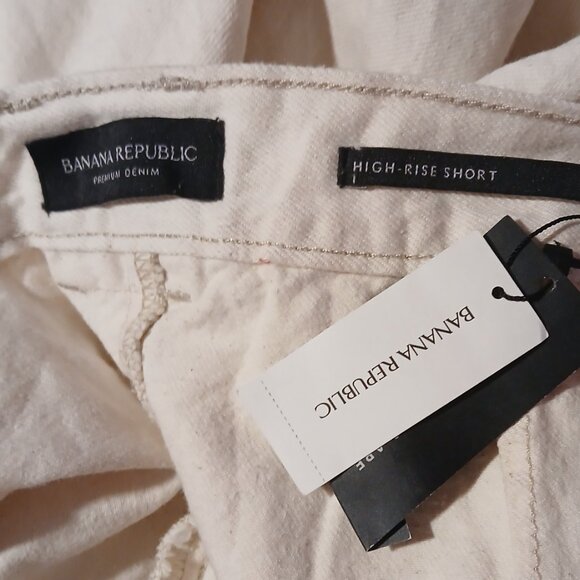 BANANA REPUBLIC
PREMIUM DENIM
HIGH-RISE SHORT
BANANA REPUBLIC